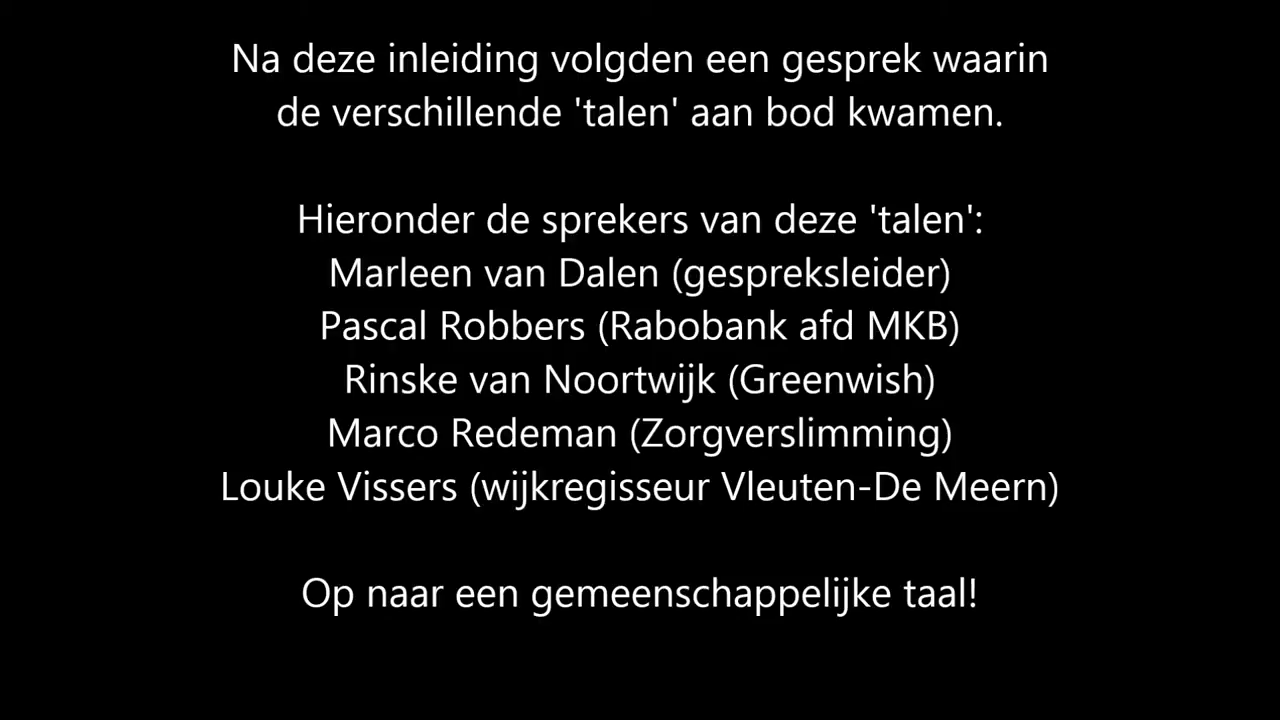 Na deze inleiding volgden een gesprek waarin
de verschillende 'talen' aan bod kwamen.
Hieronder de sprekers van deze 'talen':
Marleen van Dalen (gespreksleider)
Pascal Robbers (Rabobank afd MKB)
Rinske van Noortwijk (Greenwish)
Marco Redeman (Zorgverslimming)
Louke Vissers (wijkregisseur Vleuten-De Meern)
Op naar een gemeenschappelijke taal!